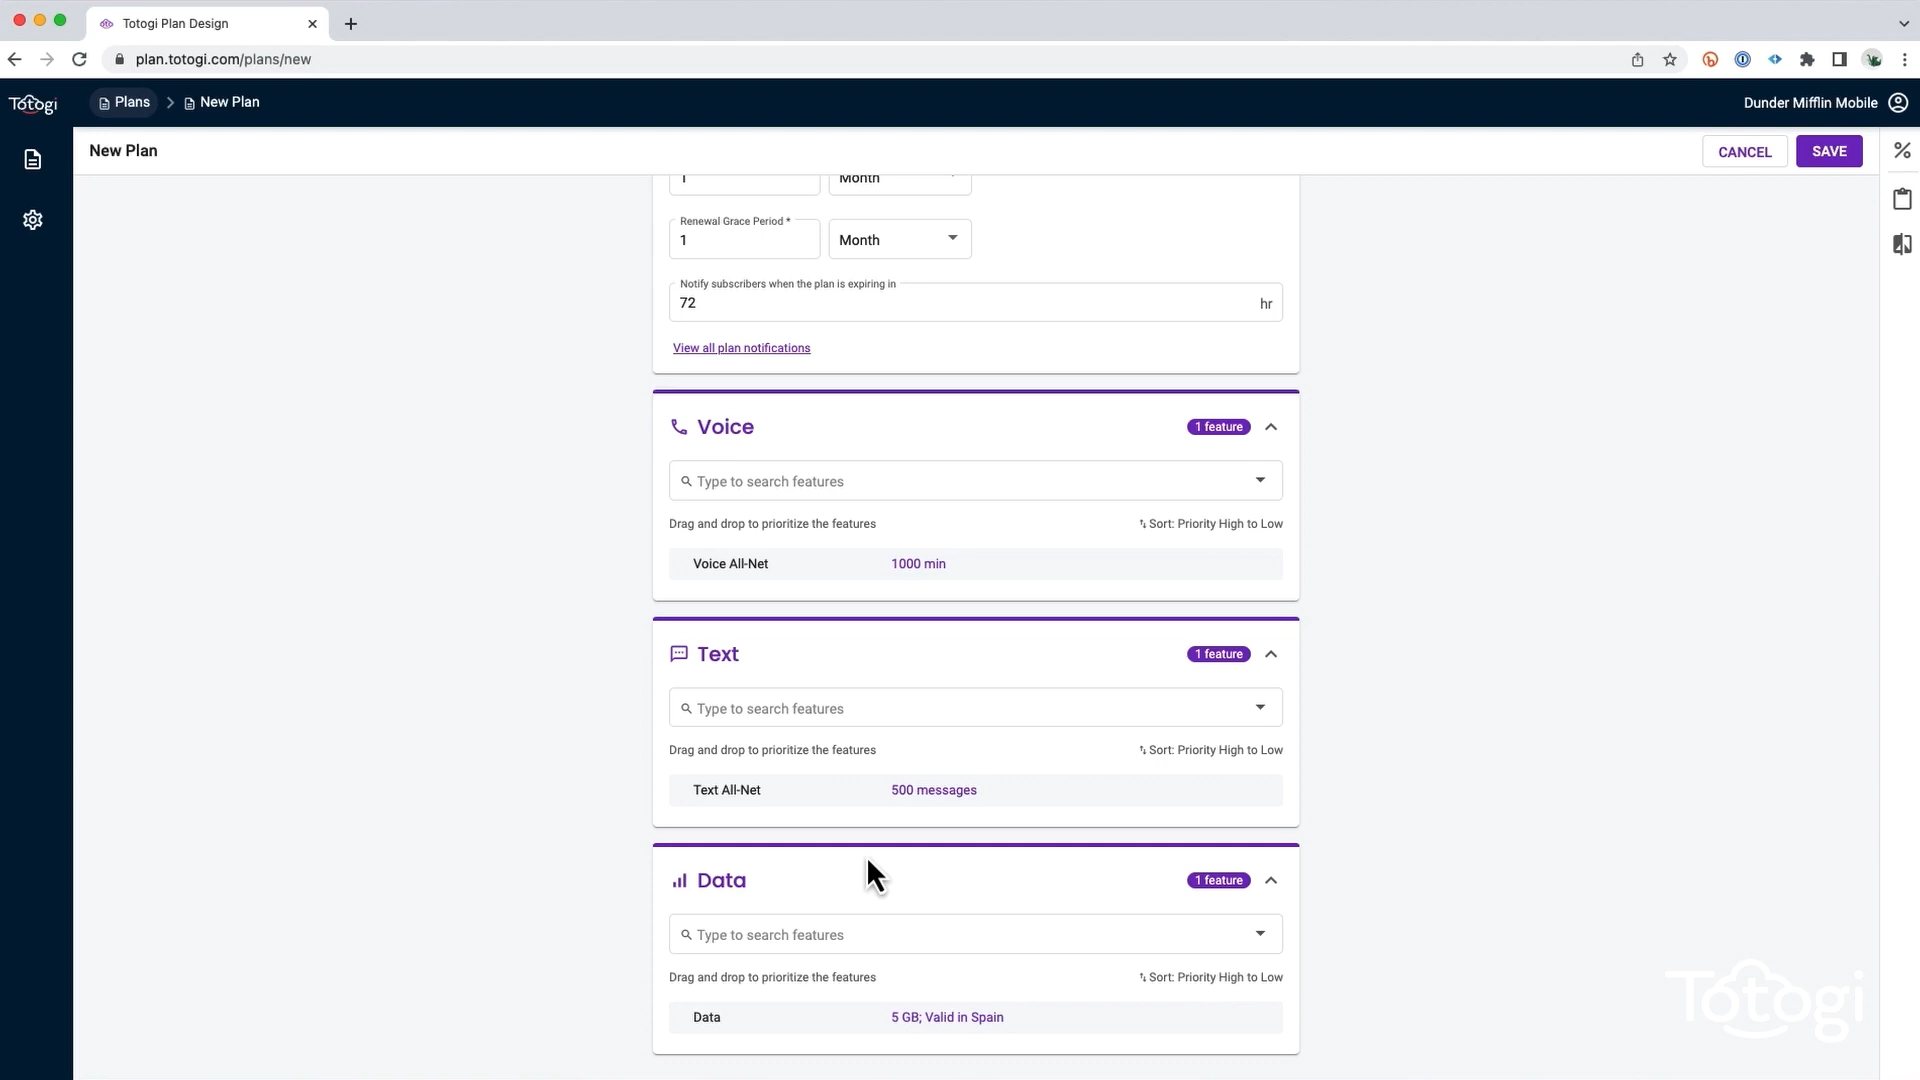 Totogi Plan Design
plan.totogi.com/plans/new
Totogi
Plans
New Plan
Dunder Mifflin Mobile
New Plan
CANCEL
SAVE
1
Month
Renewal Grace Period *
1
Month
Notify subscribers when the plan is expiring in
72
hr
View all plan notifications
Voice
1 feature
Type to search features
Drag and drop to prioritize the features
Sort: Priority High to Low
Voice All-Net
1000 min
Text
1 feature
Type to search features
Drag and drop to prioritize the features
Sort: Priority High to Low
Text All-Net
500 messages
Data
1 feature
Type to search features
Drag and drop to prioritize the features
Sort: Priority High to Low
Data
5 GB; Valid in Spain
Totogi